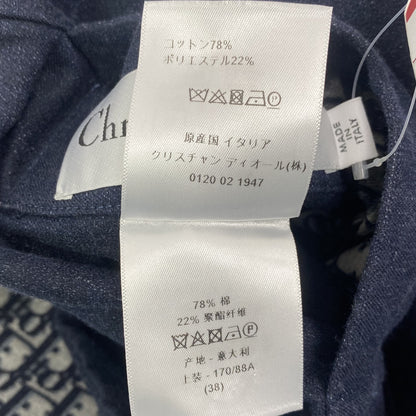 コットン78%
ポリエステル22%
Chr
MADE
IN
ITALY
原産国 イタリア
クリスチャン ディオール(株)
0120 02 1947
78% 棉
22% 聚酯纤维
产地 - 意大利
上装 - 170/88A
(38)